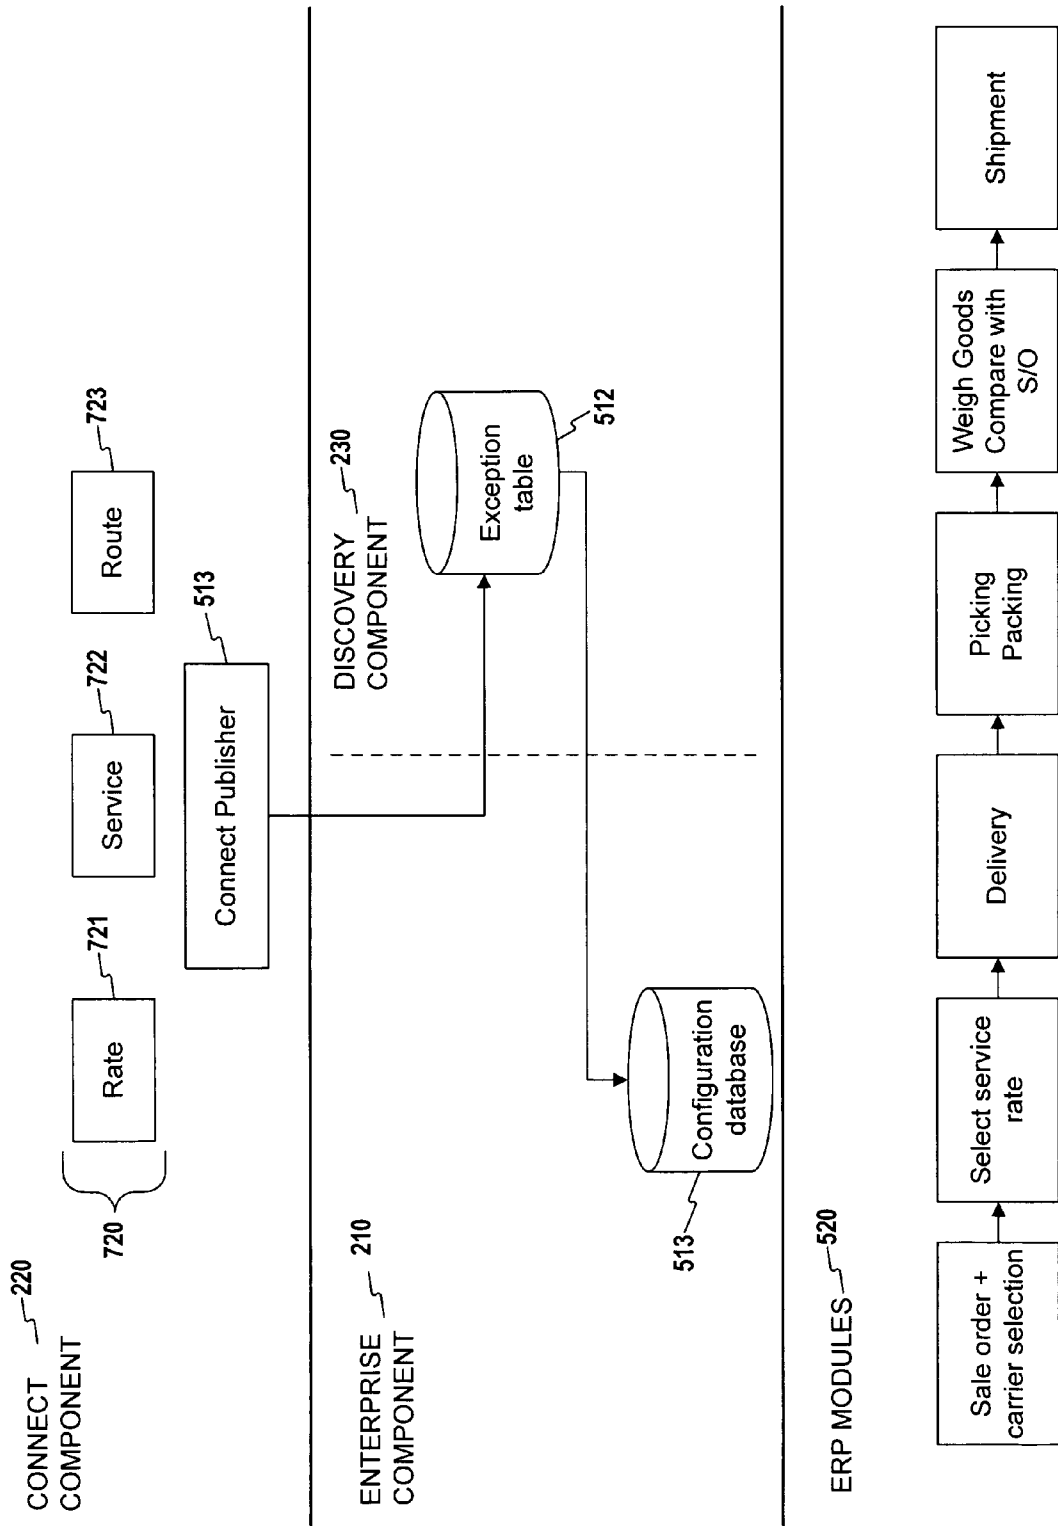 CONNECT
COMPONENT
220
720
Rate
721
Service
722
Route
723
Connect Publisher
513
ENTERPRISE
COMPONENT
210
DISCOVERY
COMPONENT
230
Exception
table
512
Configuration
database
513
ERP MODULES
520
Sale order +
carrier selection
Select service
rate
Delivery
Picking
Packing
Weigh Goods
Compare with
S/O
Shipment